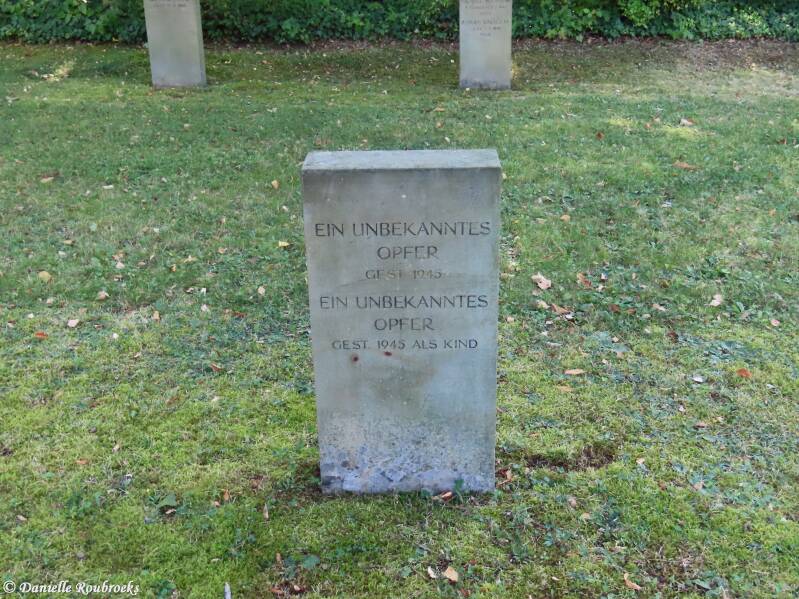 EIN UNBEKANNTES
OPFER
GEST. 1945
EIN UNBEKANNTES
OPFER
GEST. 1945 ALS KIND
© Danielle Roubroeks